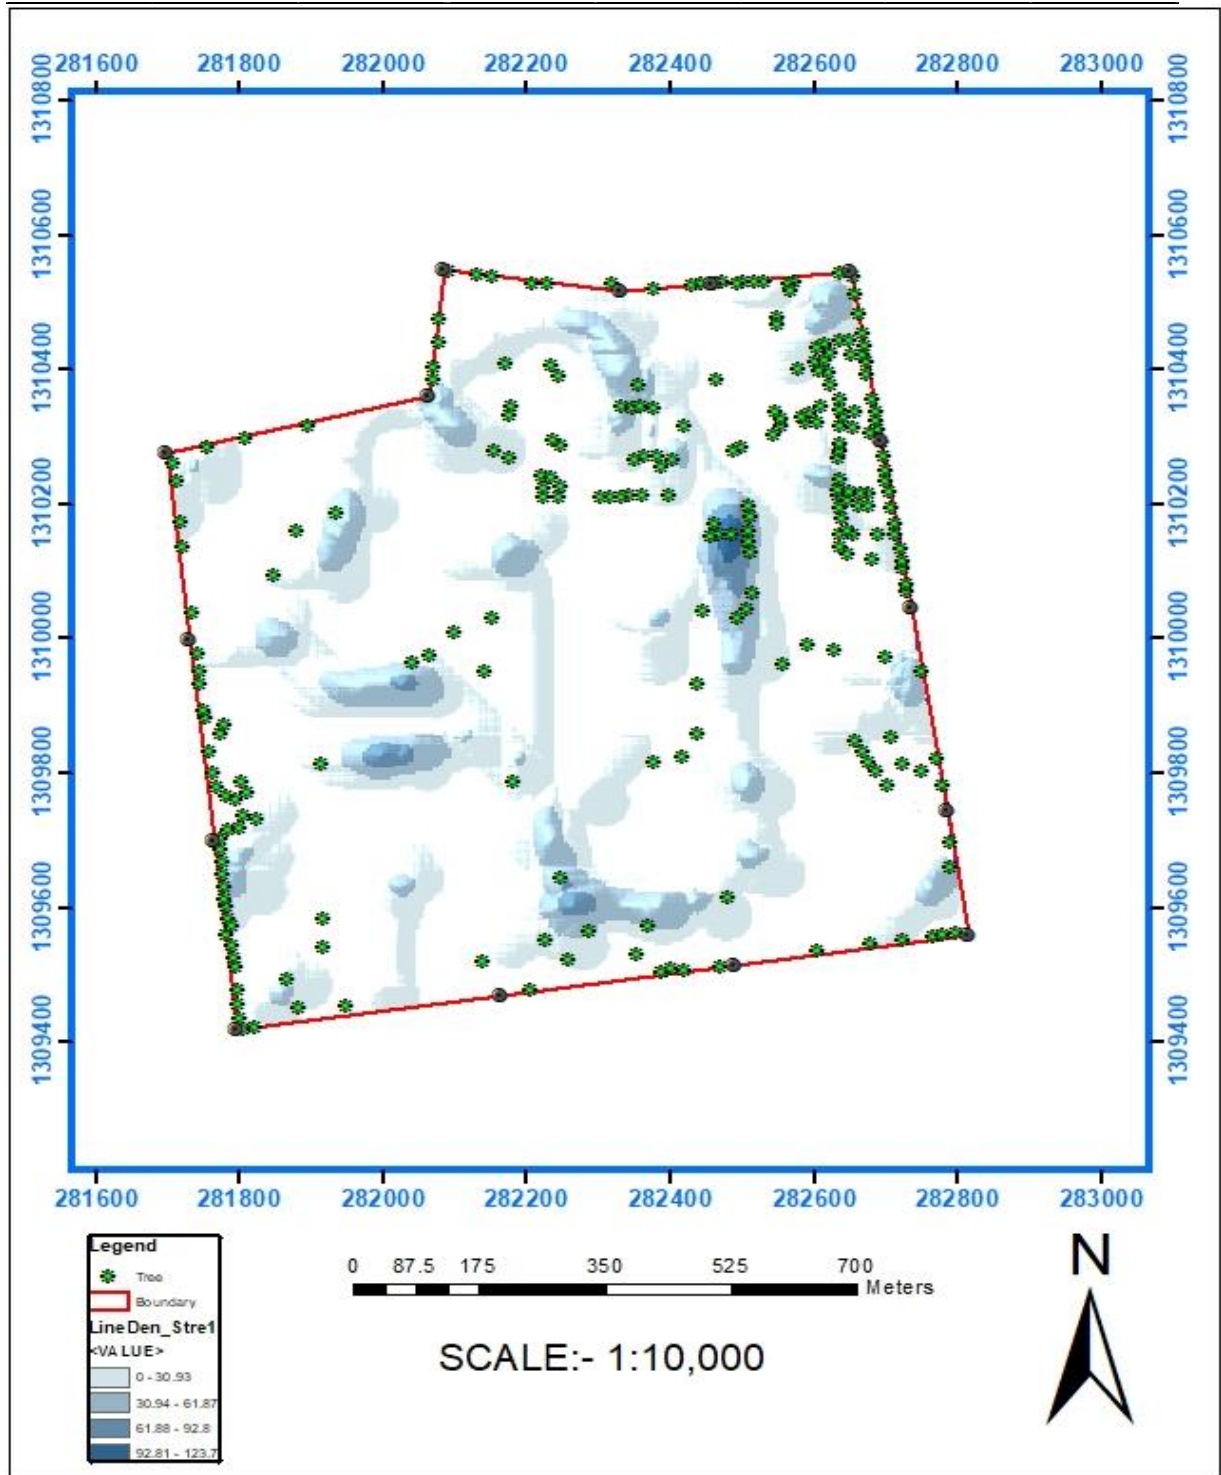 281600 281800 282000 282200 282400 282600 282800 283000
1310800 1310800
1310600 1310600
1310400 1310400
1310200 1310200
1310000 1310000
1309800 1309800
1309600 1309600
1309400 1309400
281600 281800 282000 282200 282400 282600 282800 283000
Legend
Tree
Boundary
LineDen_Stre1
<VALUE>
0 - 30.93
30.94 - 61.87
61.88 - 92.8
92.81 - 123.7
0 87.5 175 350 525 700
Meters
SCALE:- 1:10,000
N